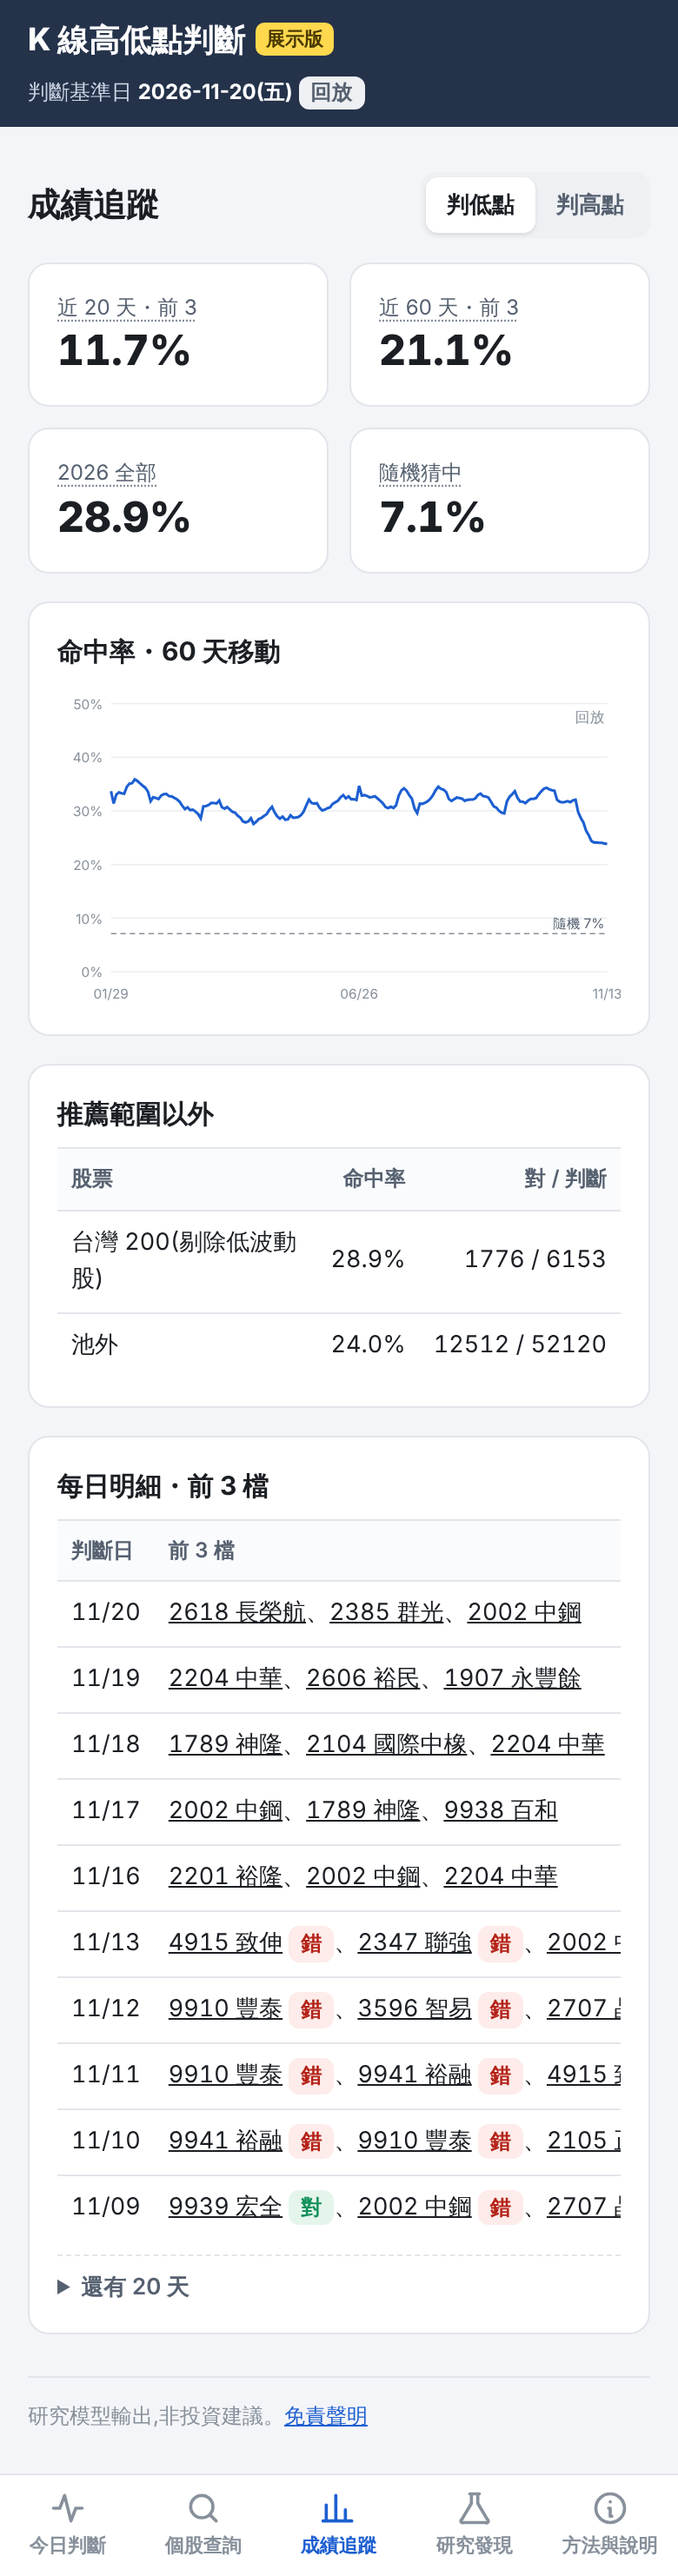 K 線高低點判斷 展示版
判斷基準日 2026-11-20(五) 回放
成績追蹤 判低點 判高點
近 20 天・前 3 近 60 天・前 3
11.7% 21.1%
2026 全部 隨機猜中
28.9% 7.1%
命中率・60 天移動
50%
回放
40%
30%
20%
10%
隨機 7%
0%
01/29 06/26 11/13
推薦範圍以外
股票 命中率 對 / 判斷
台灣 200(剔除低波動
股) 28.9% 1776 / 6153
池外 24.0% 12512 / 52120
每日明細・前 3 檔
判斷日 前 3 檔
11/20 2618 長榮航、2385 群光、2002 中鋼
11/19 2204 中華、2606 裕民、1907 永豐餘
11/18 1789 神隆、2104 國際中橡、2204 中華
11/17 2002 中鋼、1789 神隆、9938 百和
11/16 2201 裕隆、2002 中鋼、2204 中華
11/13 4915 致伸 錯、2347 聯強 錯、2002
11/12 9910 豐泰 錯、3596 智易 錯、2707
11/11 9910 豐泰 錯、9941 裕融 錯、4915
11/10 9941 裕融 錯、9910 豐泰 錯、2105
11/09 9939 宏全 對、2002 中鋼 錯、2707
▶ 還有 20 天
研究模型輸出,非投資建議。免責聲明
今日判斷 個股查詢 成績追蹤 研究發現 方法與說明